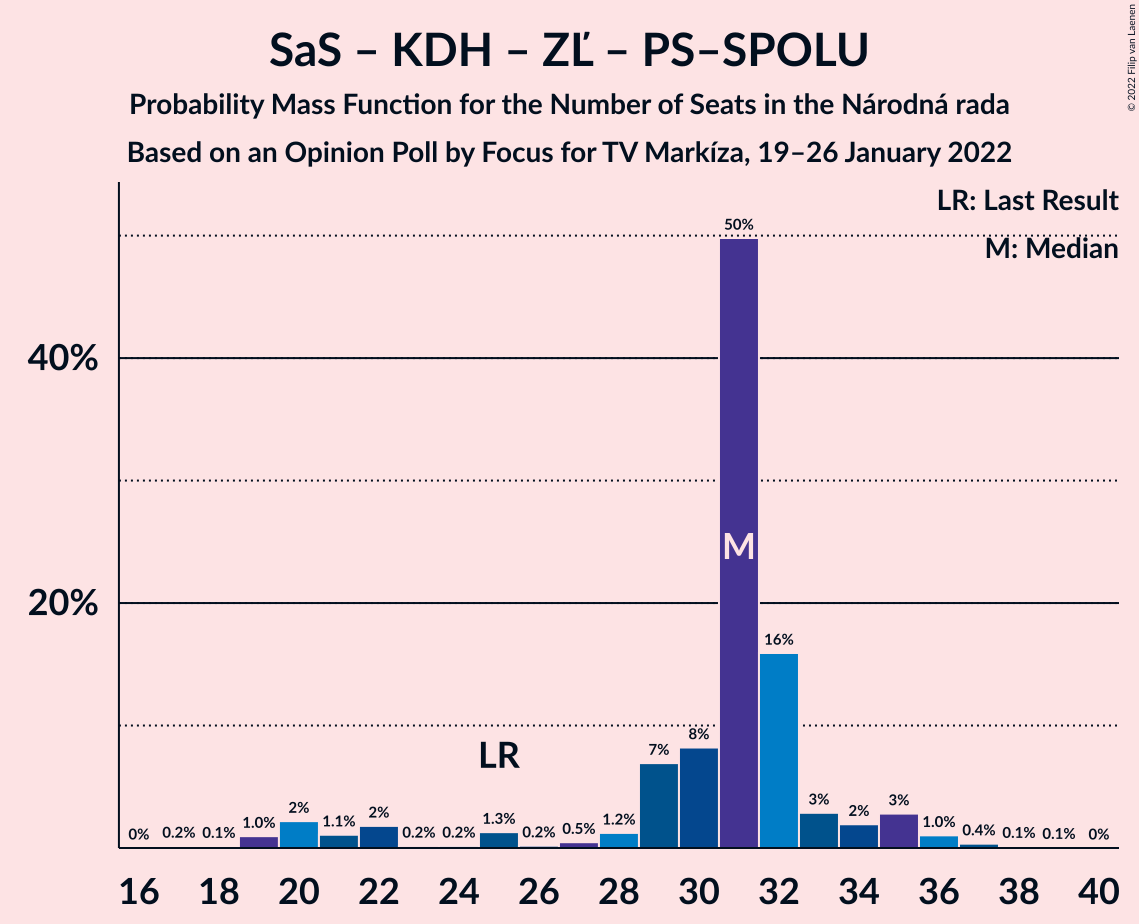 SaS – KDH – ZĽ – PS–SPOLU
Probability Mass Function for the Number of Seats in the Národná rada
Based on an Opinion Poll by Focus for TV Markíza, 19–26 January 2022
© 2022 Filip van Laenen
LR: Last Result
M: Median
50%
40%
M
20%
16%
LR
0% 0.2% 0.1% 1.0% 2% 1.1% 2% 0.2% 0.2% 1.3% 0.2% 0.5% 1.2% 7% 8% 3% 2% 3% 1.0% 0.4% 0.1% 0.1% 0%
16 18 20 22 24 26 28 30 32 34 36 38 40